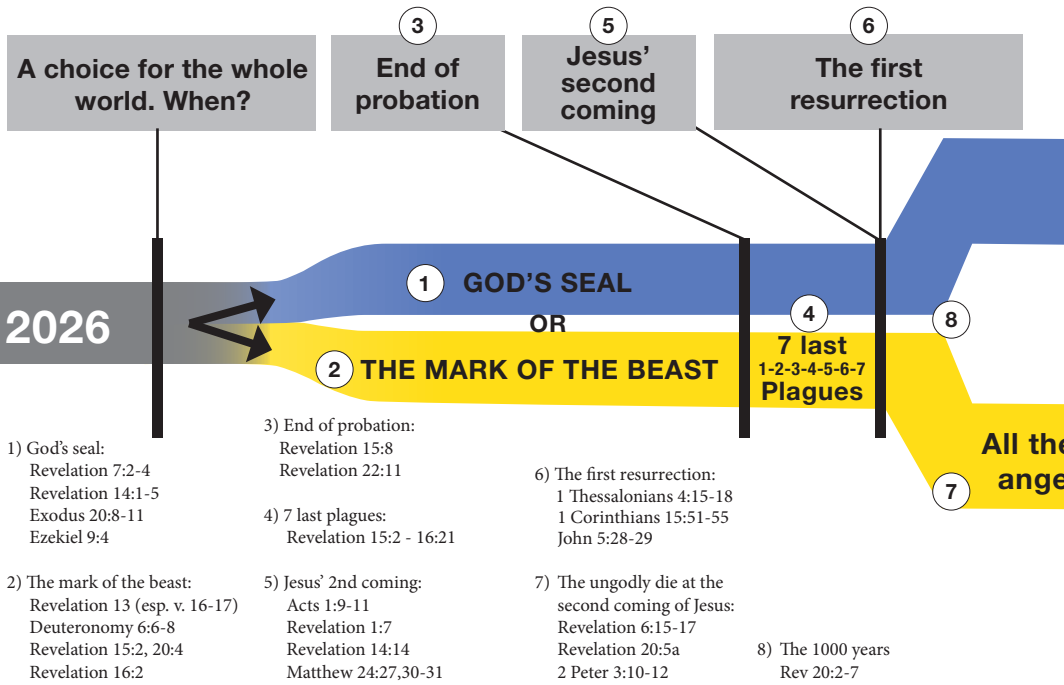 3
5
6
A choice for the whole
world. When?
End of
probation
Jesus’
second
coming
The first
resurrection
2026
1 GOD’S SEAL
OR
2 THE MARK OF THE BEAST
4
7 last
1-2-3-4-5-6-7
Plagues
8
7
All the
ange
1) God’s seal:
Revelation 7:2-4
Revelation 14:1-5
Exodus 20:8-11
Ezekiel 9:4
2) The mark of the beast:
Revelation 13 (esp. v. 16-17)
Deuteronomy 6:6-8
Revelation 15:2, 20:4
Revelation 16:2
3) End of probation:
Revelation 15:8
Revelation 22:11
4) 7 last plagues:
Revelation 15:2 - 16:21
5) Jesus’ 2nd coming:
Acts 1:9-11
Revelation 1:7
Revelation 14:14
Matthew 24:27,30-31
6) The first resurrection:
1 Thessalonians 4:15-18
1 Corinthians 15:51-55
John 5:28-29
7) The ungodly die at the
second coming of Jesus:
Revelation 6:15-17
Revelation 20:5a
2 Peter 3:10-12
8) The 1000 years
Rev 20:2-7